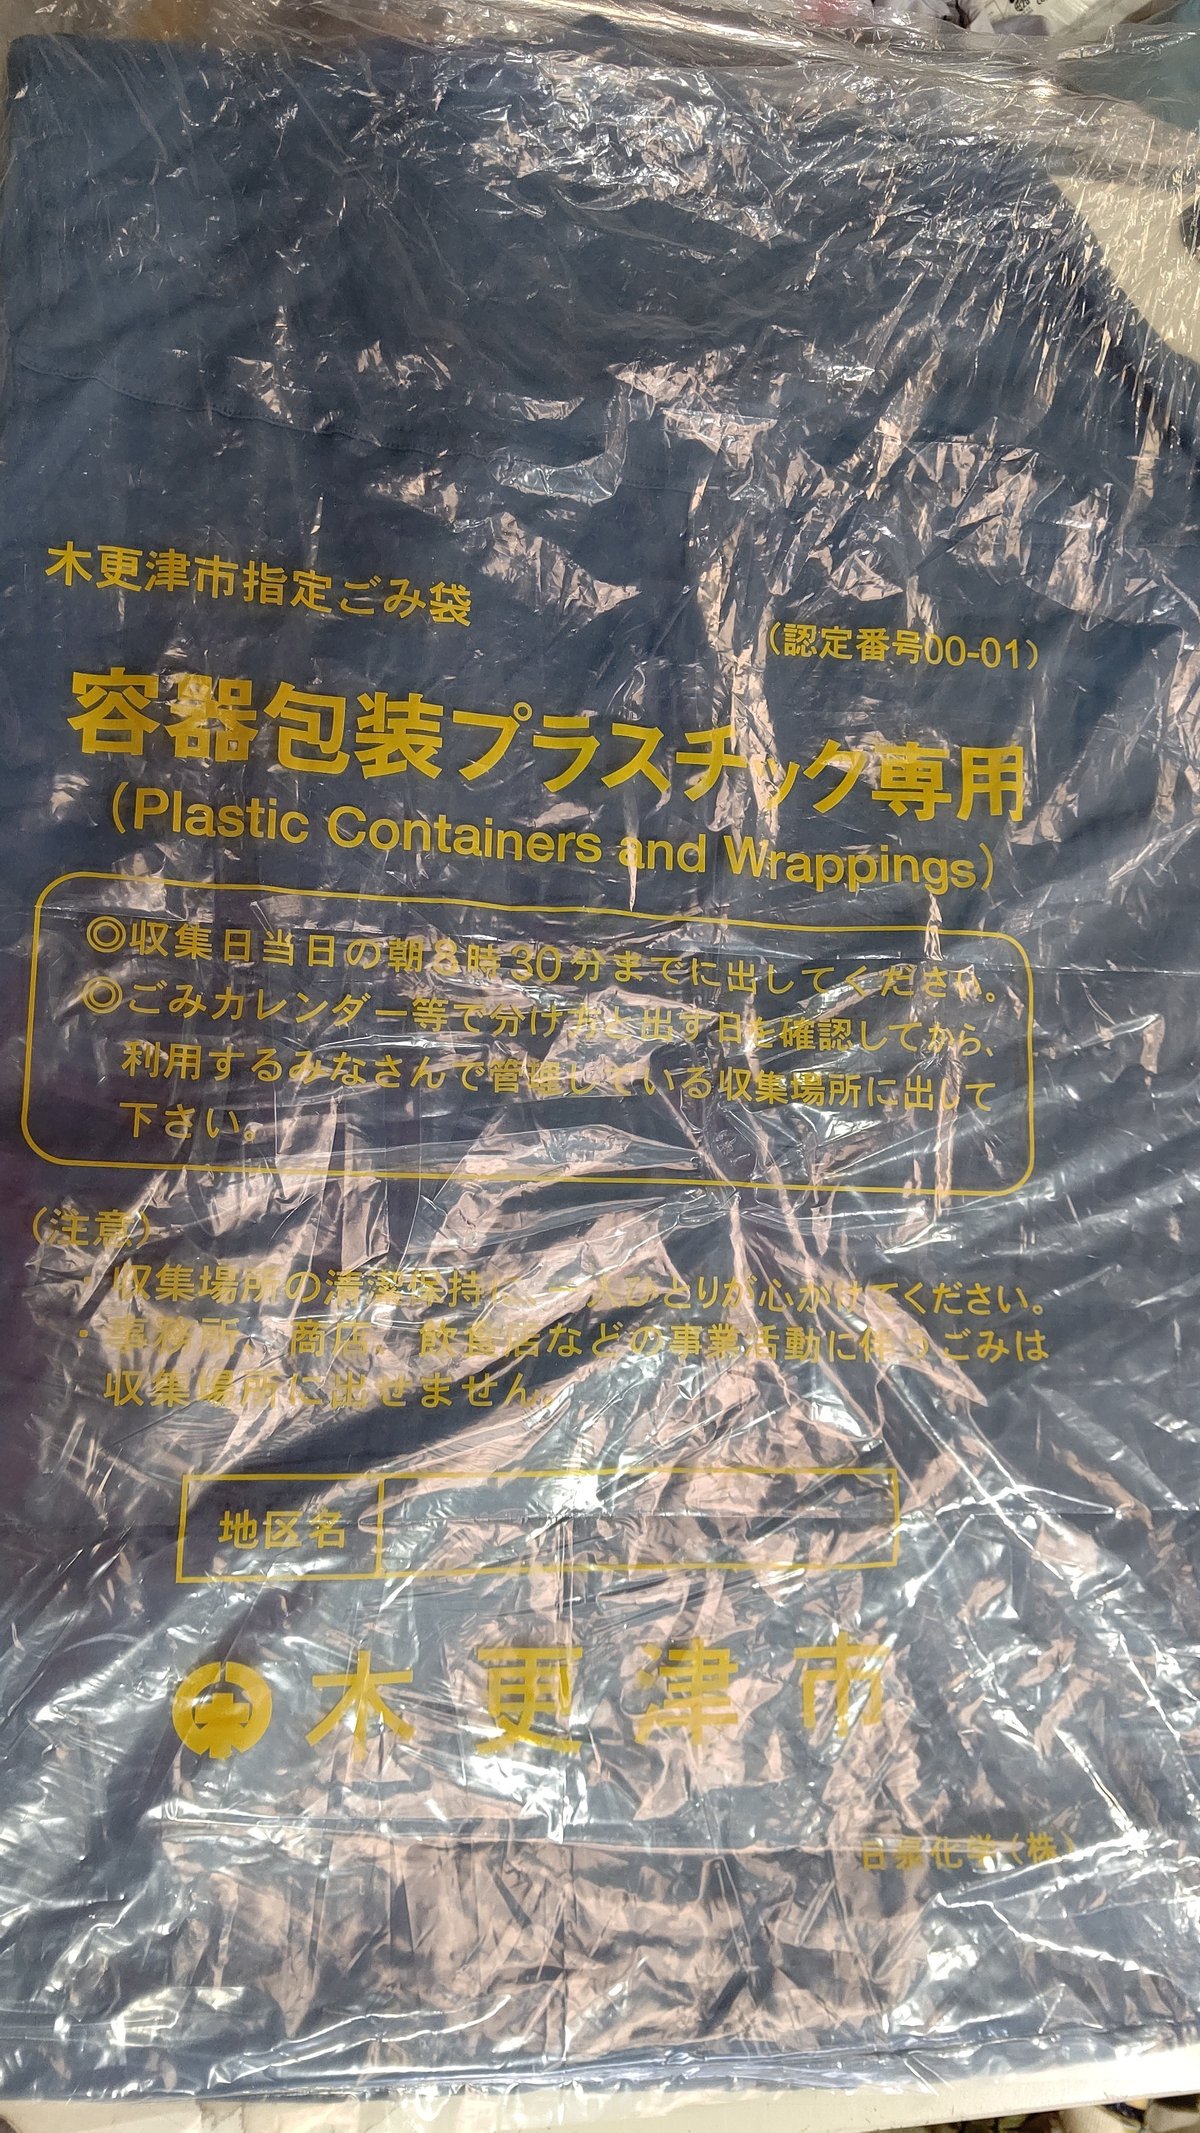 木更津市指定ごみ袋
(認定番号00-01)
容器包装プラスチック専用
(Plastic Containers and Wrappings)
◎収集日当日の朝8時30分までに出してください。
◎ごみカレンダー等で分け方と出す日を確認してから、
利用するみなさんで管理している収集場所に出して
下さい。
(注意)
・収集場所の清潔保持に、一人ひとりが心がけてください。
・事務所、商店、飲食店などの事業活動に伴うごみは
収集場所に出せません。
地区名
木更津市
日泉化学(株)